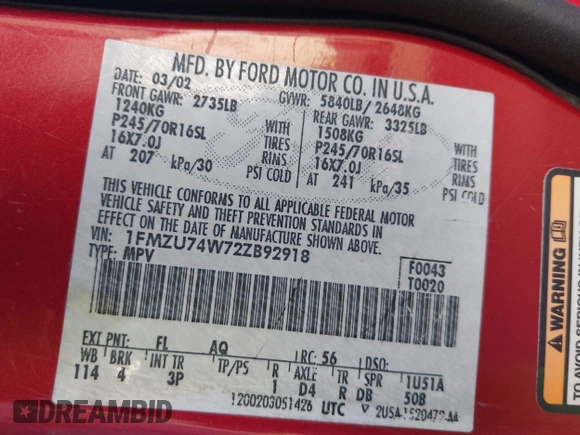 MFD. BY FORD MOTOR CO. IN U.S.A.
DATE: 03/02 GVWR: 5840LB/ 2648KG
FRONT GAWR: 2735LB REAR GAWR: 3325LB
1240KG WITH 1508KG WITH
P245/70R16SL TIRES P245/70R16SL TIRES
16X7.0J RIMS 16X7.0J RIMS
AT 207 kPa/30 PSI COLD AT 241 kPa/35 PSI COLD
THIS VEHICLE CONFORMS TO ALL APPLICABLE FEDERAL MOTOR
VEHICLE SAFETY AND THEFT PREVENTION STANDARDS IN
EFFECT ON THE DATE OF MANUFACTURE SHOWN ABOVE.
VIN: 1FMZU74W72ZB92918
TYPE: MPV
F0043
T0020
EXT PNT: FL AQ RC: 56 DSO:
WB BRK INT TR TP/PS R AXLE TR SPR 1U51A
114 4 3P 1 D4 R DB 50B
1200203051426 UTC
WARNING
DREAMBID
DREAMBID.COM